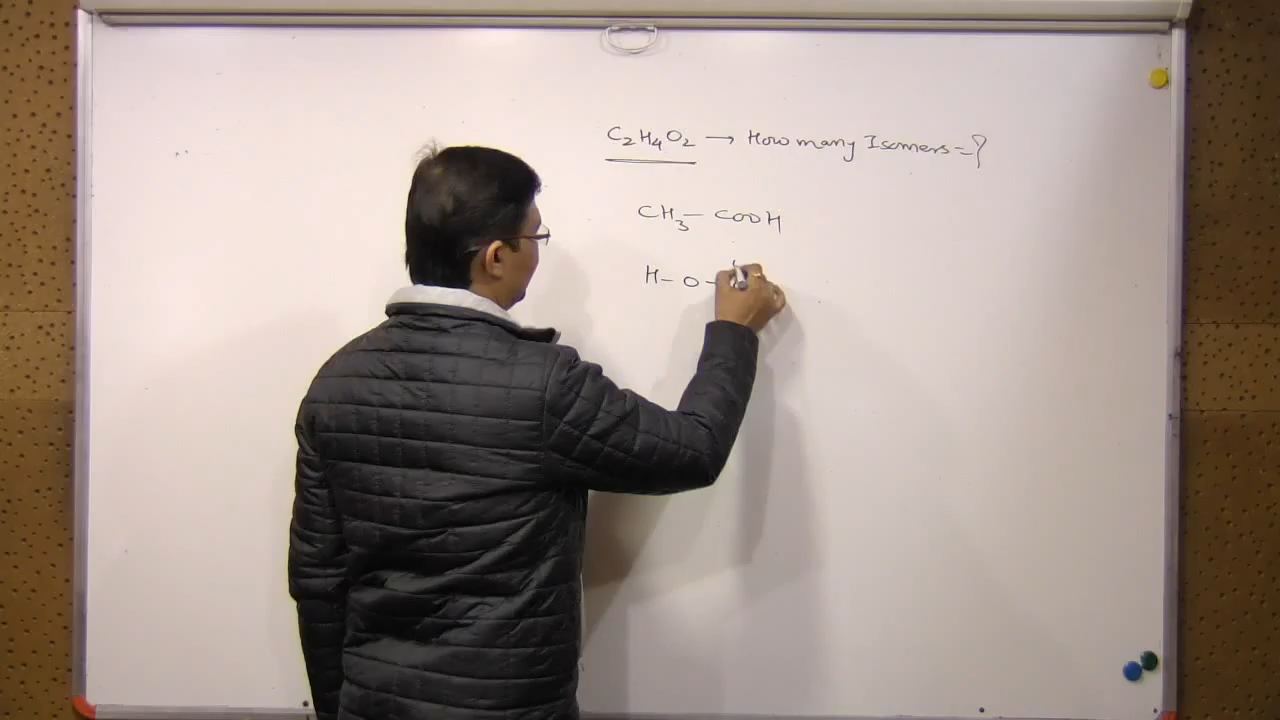 C₂H₄O₂ → How many Isomers = ?
CH₃ – COOH
H – O –